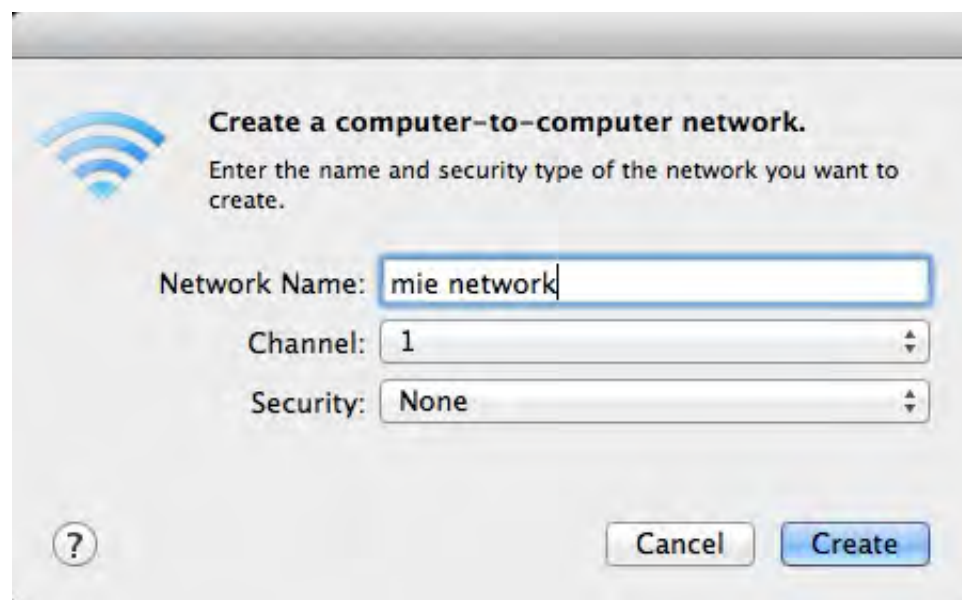 Create a computer-to-computer network.
Enter the name and security type of the network you want to
create.
Network Name: mie network
Channel: 1
Security: None
? Cancel Create